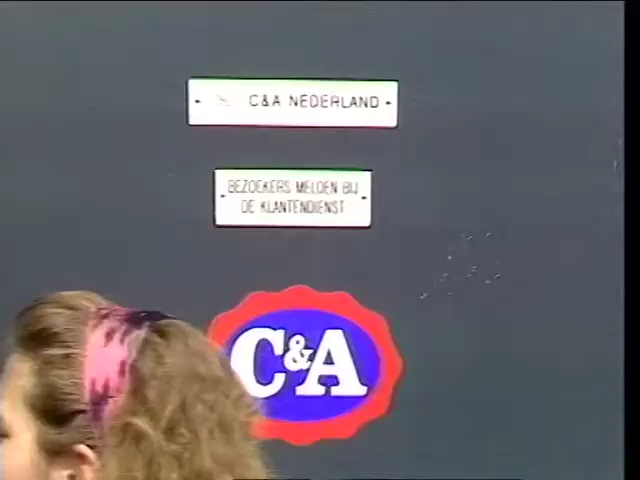 C&A NEDERLAND
BEZOEKERS MELDEN BIJ
DE KLANTENDIENST
C&A